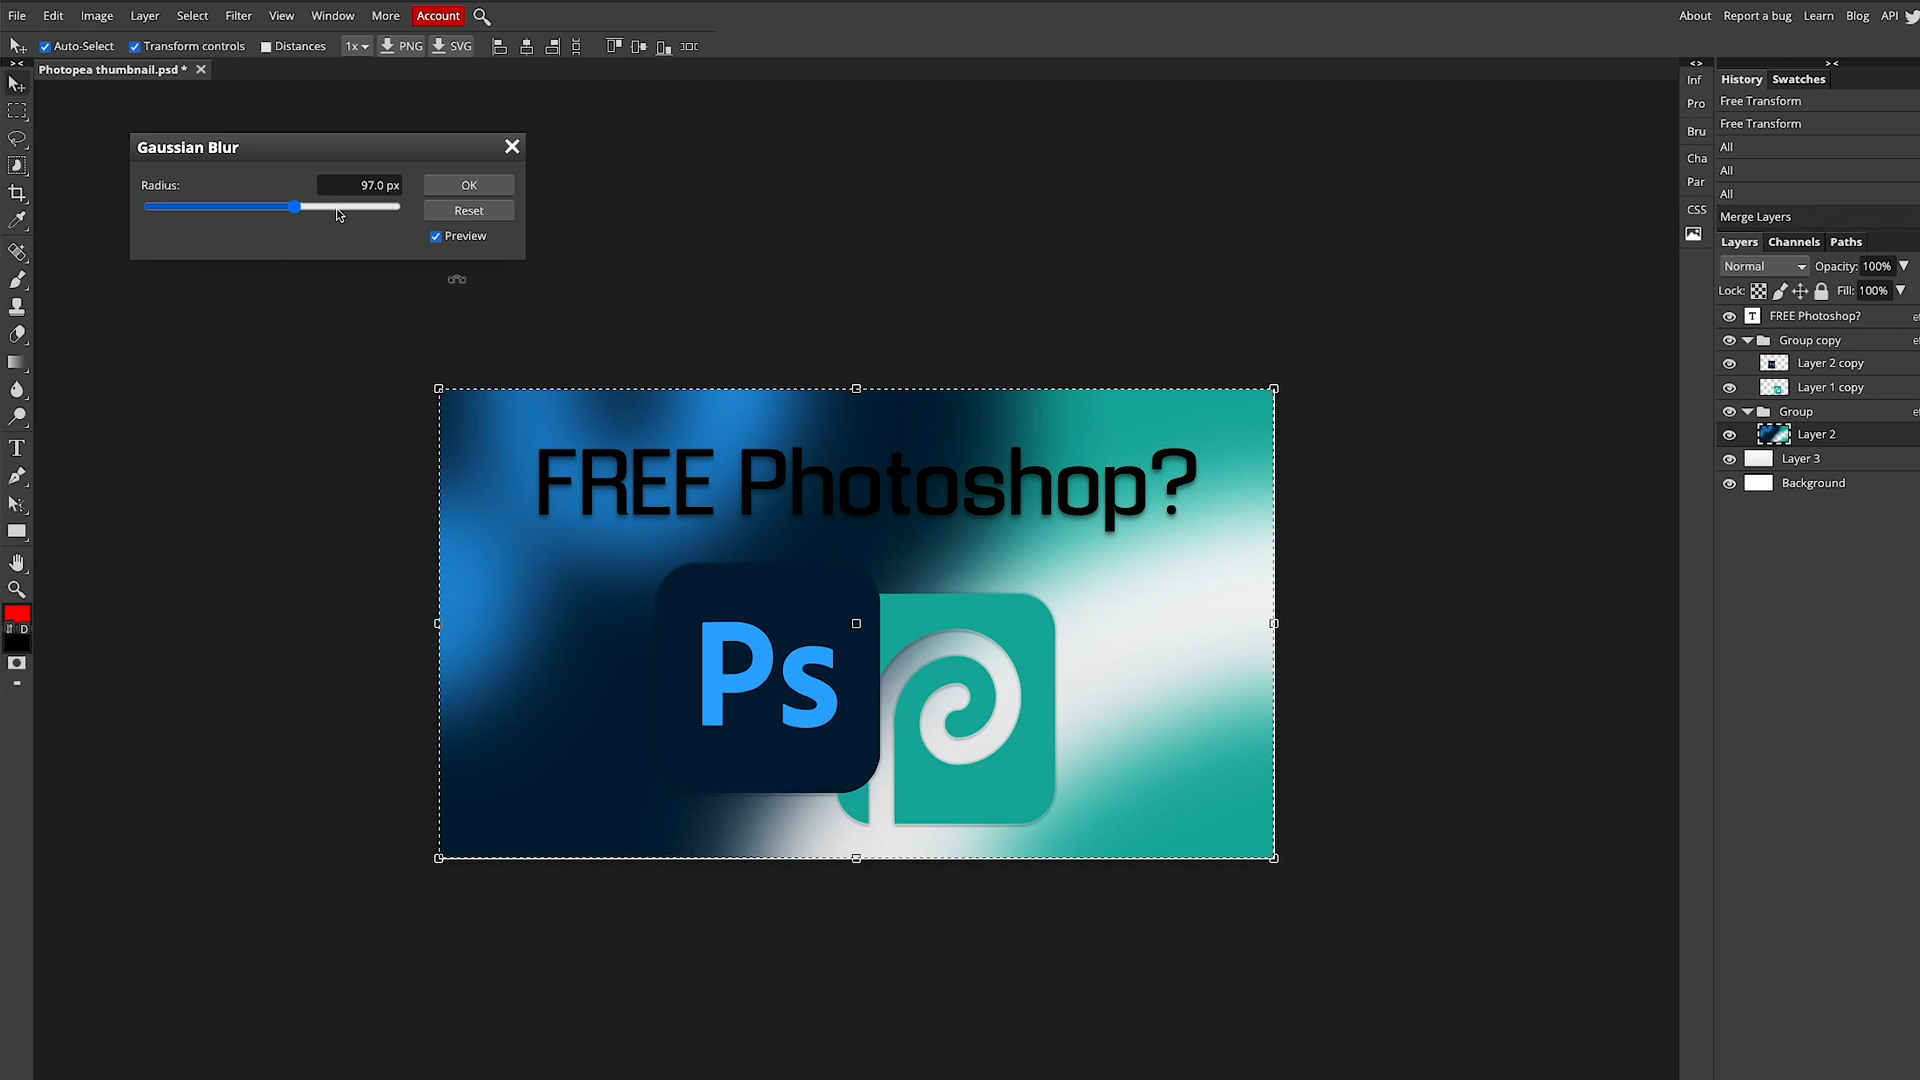 File Edit Image Layer Select Filter View Window More Account About Report a bug Learn Blog API
Auto-Select Transform controls Distances 1x PNG SVG
Photopea thumbnail.psd *
Gaussian Blur
Radius: 97.0 px OK
Reset
Preview
FREE Photoshop?
Ps
D
T
Inf
Pro
Bru
Cha
Par
CSS
History Swatches
Free Transform
Free Transform
All
All
All
Merge Layers
Layers Channels Paths
Normal Opacity: 100%
Lock: Fill: 100%
T FREE Photoshop?
Group copy
Layer 2 copy
Layer 1 copy
Group
Layer 2
Layer 3
Background